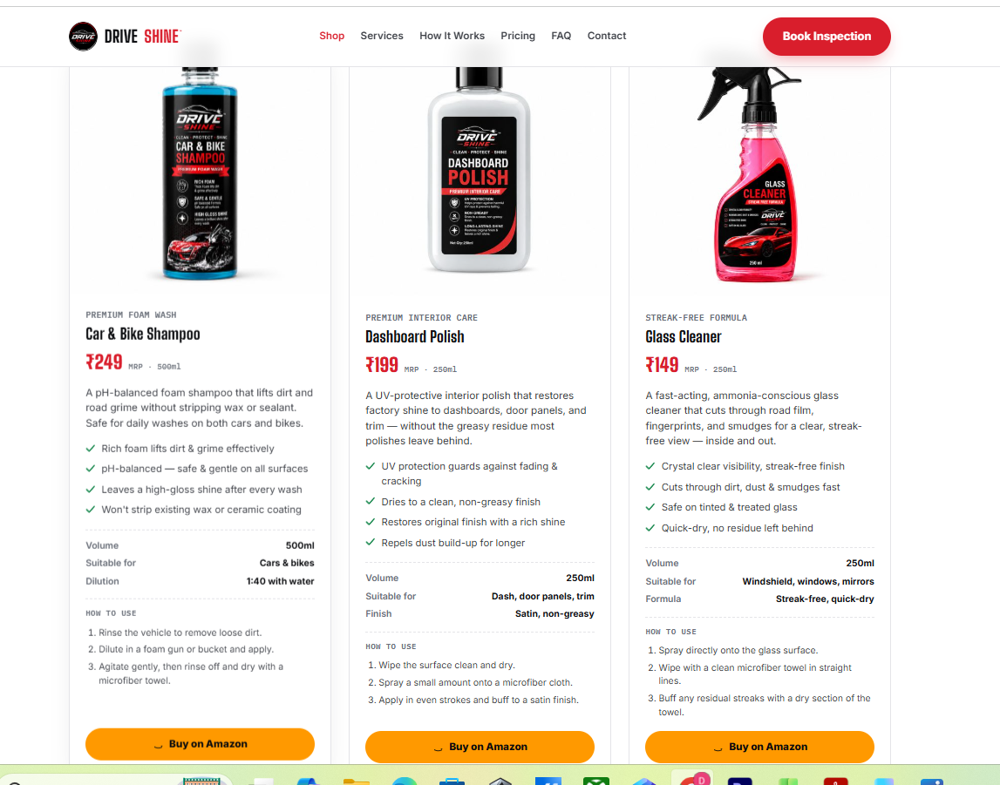 DRIVE SHINE
Shop
Services
How It Works
Pricing
FAQ
Contact
Book Inspection
DRIVE
SHINE
CLEAN · PROTECT · SHINE
CAR & BIKE
SHAMPOO
PREMIUM FOAM WASH
RICH FOAM
SAFE & GENTLE
HIGH GLOSS SHINE
DRIVE
SHINE
CLEAN · PROTECT · SHINE
DASHBOARD
POLISH
PREMIUM INTERIOR CARE
UV PROTECTION
NON-GREASY
LONG-LASTING SHINE
Net Qty: 250ml
GLASS
CLEANER
STREAK FREE FORMULA
DRIVE
250 ml
PREMIUM FOAM WASH
Car & Bike Shampoo
₹249 MRP · 500ml
A pH-balanced foam shampoo that lifts dirt and
road grime without stripping wax or sealant.
Safe for daily washes on both cars and bikes.
Rich foam lifts dirt & grime effectively
pH-balanced — safe & gentle on all surfaces
Leaves a high-gloss shine after every wash
Won't strip existing wax or ceramic coating
Volume 500ml
Suitable for Cars & bikes
Dilution 1:40 with water
HOW TO USE
1. Rinse the vehicle to remove loose dirt.
2. Dilute in a foam gun or bucket and apply.
3. Agitate gently, then rinse off and dry with a
microfiber towel.
Buy on Amazon
PREMIUM INTERIOR CARE
Dashboard Polish
₹199 MRP · 250ml
A UV-protective interior polish that restores
factory shine to dashboards, door panels, and
trim — without the greasy residue most
polishes leave behind.
UV protection guards against fading &
cracking
Dries to a clean, non-greasy finish
Restores original finish with a rich shine
Repels dust build-up for longer
Volume 250ml
Suitable for Dash, door panels, trim
Finish Satin, non-greasy
HOW TO USE
1. Wipe the surface clean and dry.
2. Spray a small amount onto a microfiber cloth.
3. Apply in even strokes and buff to a satin finish.
Buy on Amazon
STREAK-FREE FORMULA
Glass Cleaner
₹149 MRP · 250ml
A fast-acting, ammonia-conscious glass
cleaner that cuts through road film,
fingerprints, and smudges for a clear, streak-
free view — inside and out.
Crystal clear visibility, streak-free finish
Cuts through dirt, dust & smudges fast
Safe on tinted & treated glass
Quick-dry, no residue left behind
Volume 250ml
Suitable for Windshield, windows, mirrors
Formula Streak-free, quick-dry
HOW TO USE
1. Spray directly onto the glass surface.
2. Wipe with a clean microfiber towel in straight
lines.
3. Buff any residual streaks with a dry section of the
towel.
Buy on Amazon